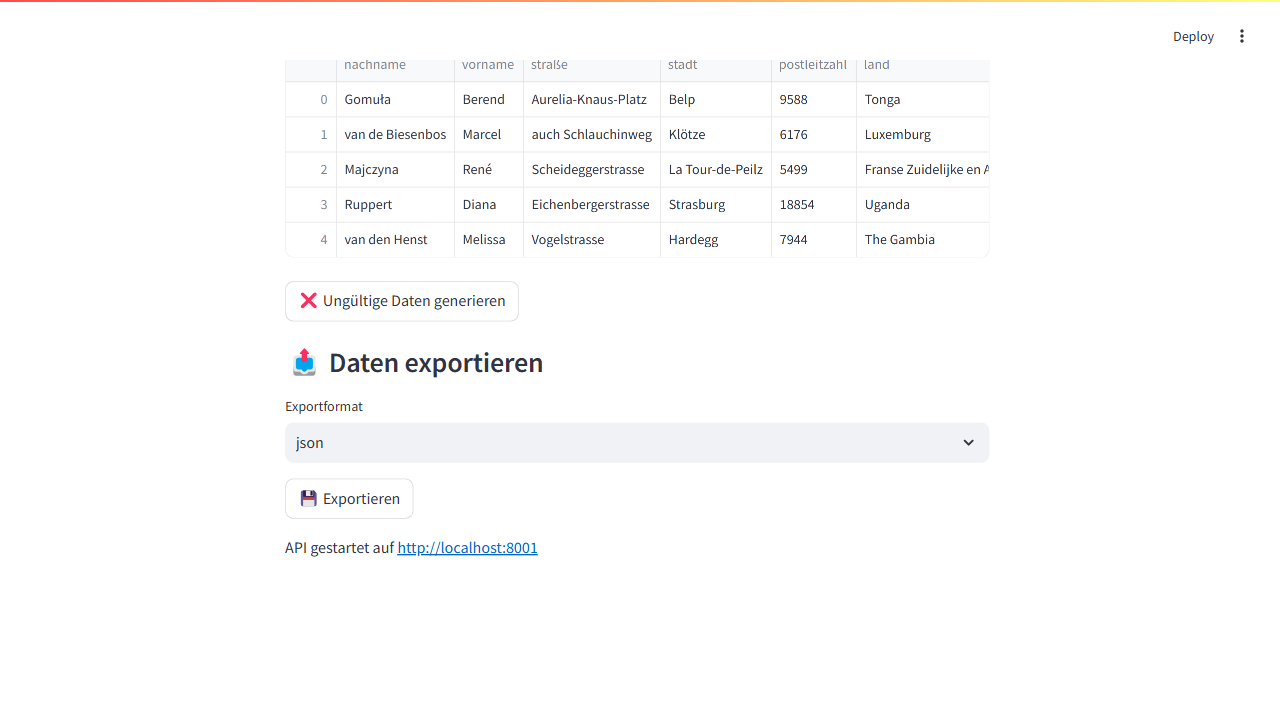 Deploy
nachname vorname straße stadt postleitzahl land
0 Gomuła Berend Aurelia-Knaus-Platz Belp 9588 Tonga
1 van de Biesenbos Marcel auch Schlauchinweg Klötze 6176 Luxemburg
2 Majczyna René Scheideggerstrasse La Tour-de-Peilz 5499 Franse Zuidelijke en A
3 Ruppert Diana Eichenbergerstrasse Strasburg 18854 Uganda
4 van den Henst Melissa Vogelstrasse Hardegg 7944 The Gambia
❌ Ungültige Daten generieren
📤 Daten exportieren
Exportformat
json
💾 Exportieren
API gestartet auf http://localhost:8001